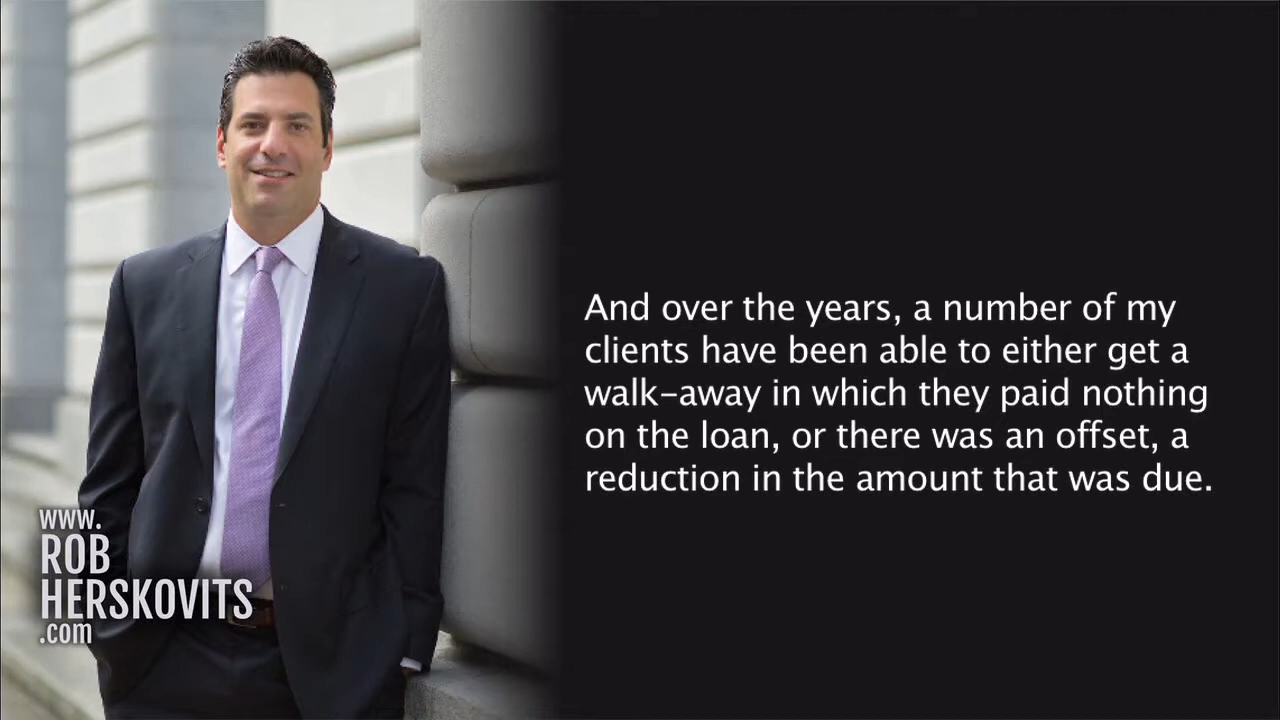 And over the years, a number of my
clients have been able to either get a
walk-away in which they paid nothing
on the loan, or there was an offset, a
reduction in the amount that was due.
www.
ROB
HERSKOVITS
.com